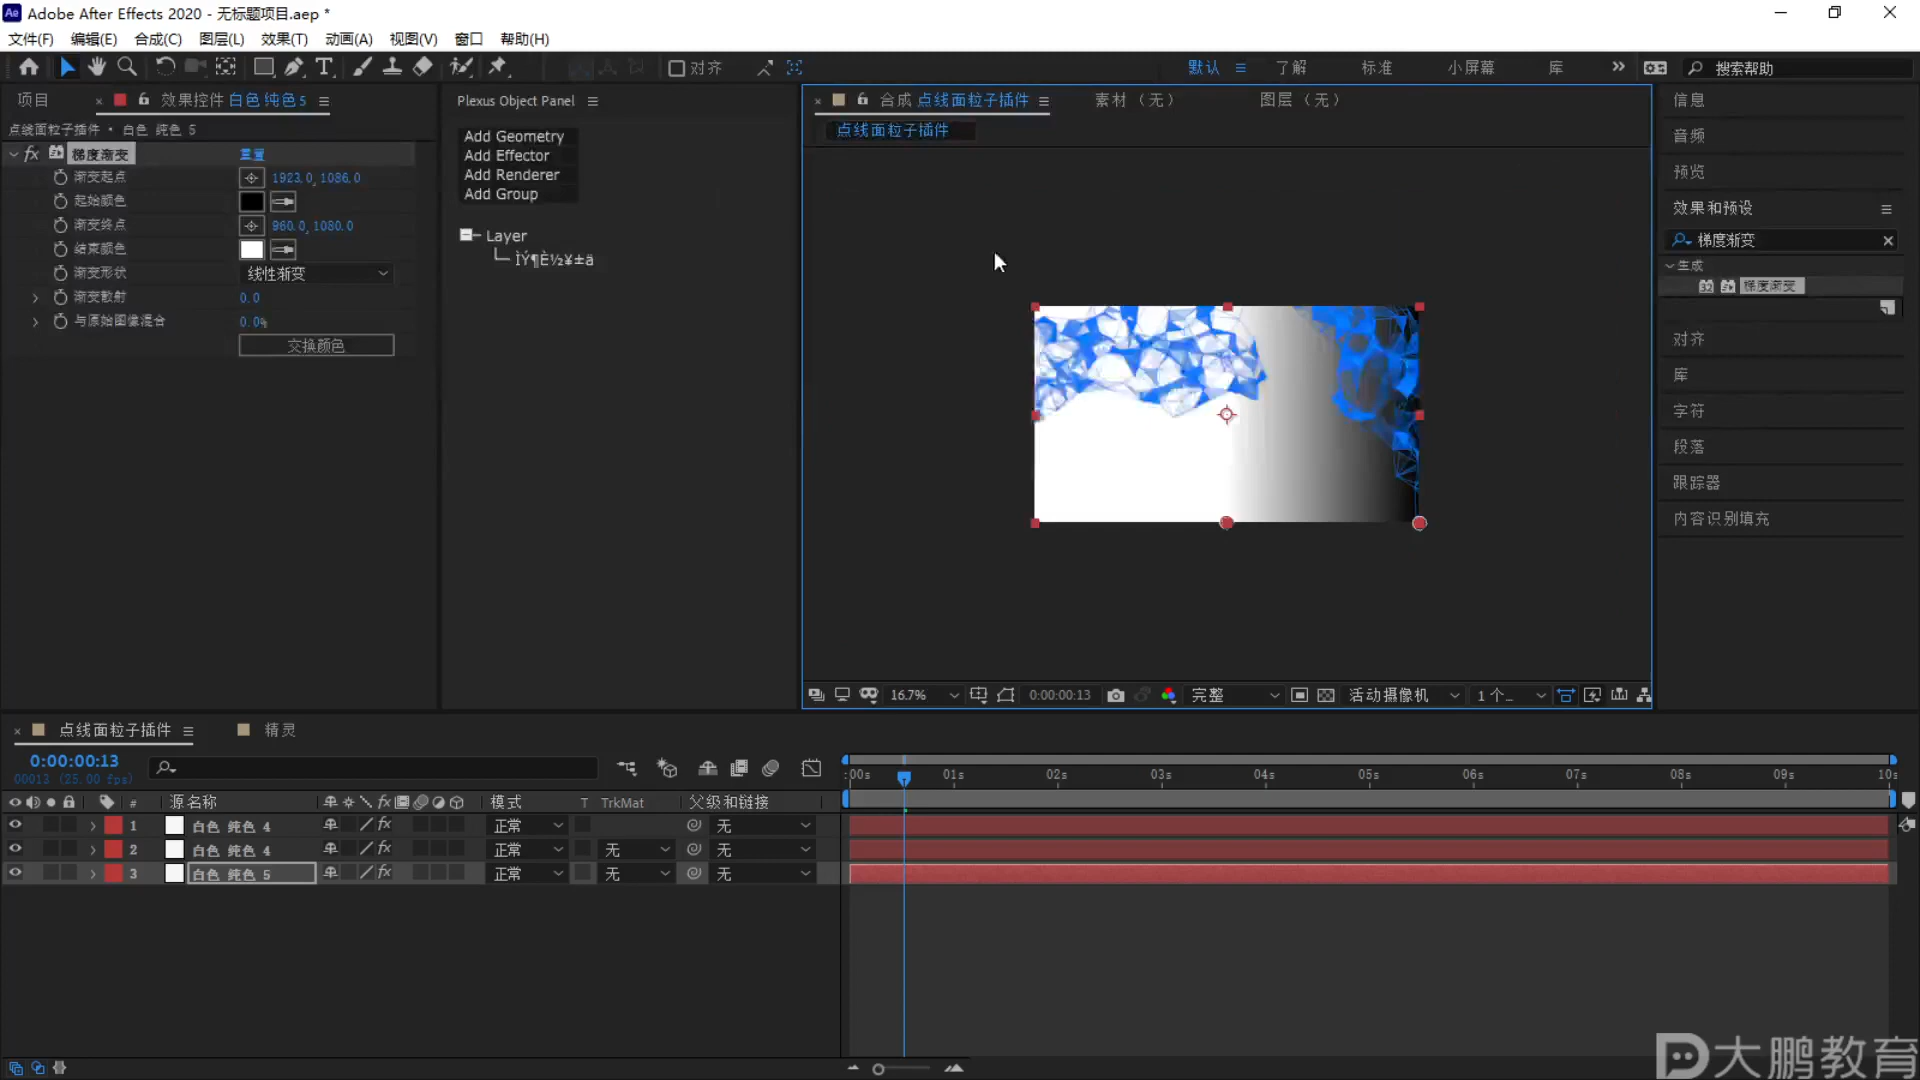 Adobe After Effects 2020 - 无标题项目.aep *
文件(F) 编辑(E) 合成(C) 图层(L) 效果(T) 动画(A) 视图(V) 窗口 帮助(H)
对齐 默认 了解 标准 小屏幕 库 搜索帮助
项目 效果控件 白色 纯色 5
点线面粒子插件 • 白色 纯色 5
fx 梯度渐变 重置
渐变起点 1923.0, 1086.0
起始颜色
渐变终点 960.0, 1080.0
结束颜色
渐变形状 线性渐变
渐变散射 0.0
与原始图像混合 0.0%
交换颜色
Plexus Object Panel
Add Geometry
Add Effector
Add Renderer
Add Group
Layer
ÌÝ¶È½¥±ä
合成 点线面粒子插件 素材 (无) 图层 (无)
点线面粒子插件
16.7% 0:00:00:13 完整 活动摄像机 1 个…
信息
音频
预览
效果和预设
梯度渐变
生成
梯度渐变
对齐
库
字符
段落
跟踪器
内容识别填充
点线面粒子插件 精灵
0:00:00:13
00013 (25.00 fps)
# 源名称 模式 T TrkMat 父级和链接
1 白色 纯色 4 正常 无
2 白色 纯色 4 正常 无 无
3 白色 纯色 5 正常 无 无
:00s 01s 02s 03s 04s 05s 06s 07s 08s 09s 10s
大鹏教育